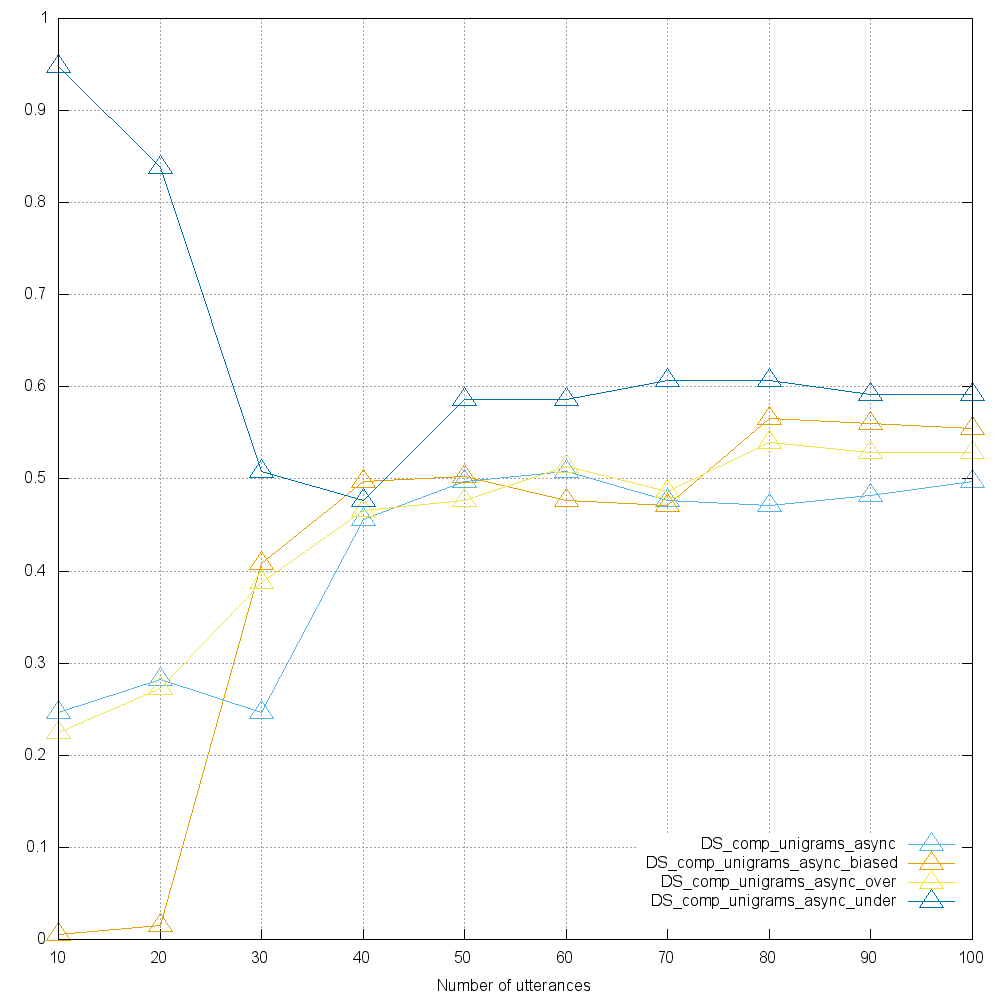 1
0.9
0.8
0.7
0.6
0.5
0.4
0.3
0.2
0.1
0
10 20 30 40 50 60 70 80 90 100
Number of utterances
DS_comp_unigrams_async
DS_comp_unigrams_async_biased
DS_comp_unigrams_async_over
DS_comp_unigrams_async_under